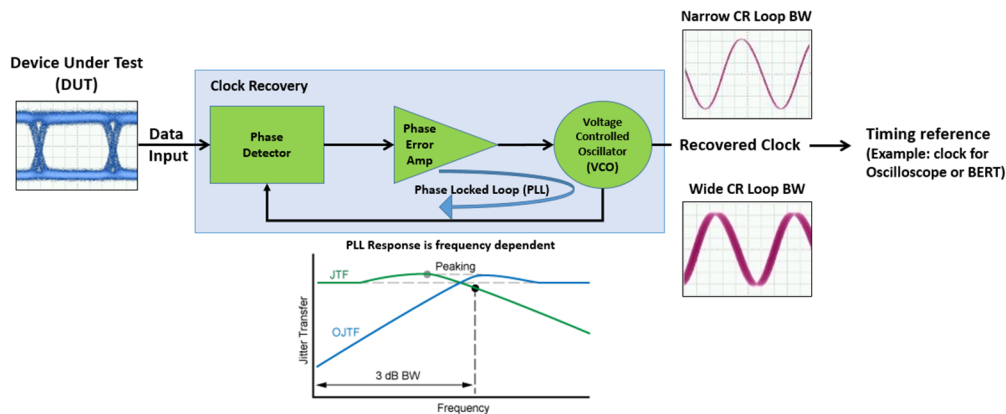 Narrow CR Loop BW
Device Under Test
(DUT)
Clock Recovery
Data
Input
Phase
Detector
Phase
Error
Amp
Voltage
Controlled
Oscillator
(VCO)
Recovered Clock
Timing reference
(Example: clock for
Oscilloscope or BERT)
Phase Locked Loop (PLL)
Wide CR Loop BW
PLL Response is frequency dependent
JTF
Peaking
OJTF
Jitter Transfer
3 dB BW
Frequency